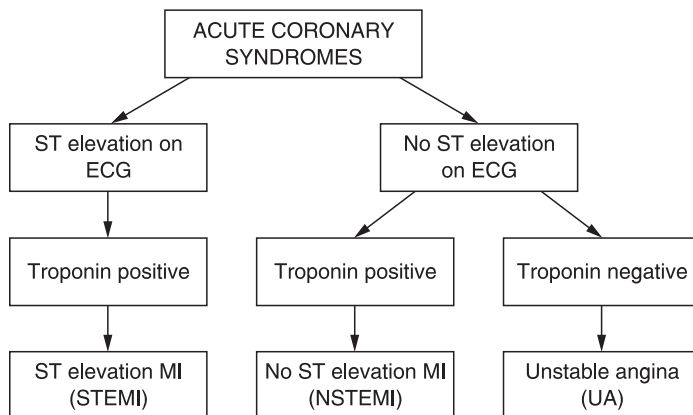 ACUTE CORONARY
SYNDROMES
ST elevation on
ECG
No ST elevation
on ECG
Troponin positive
Troponin positive
Troponin negative
ST elevation MI
(STEMI)
No ST elevation MI
(NSTEMI)
Unstable angina
(UA)